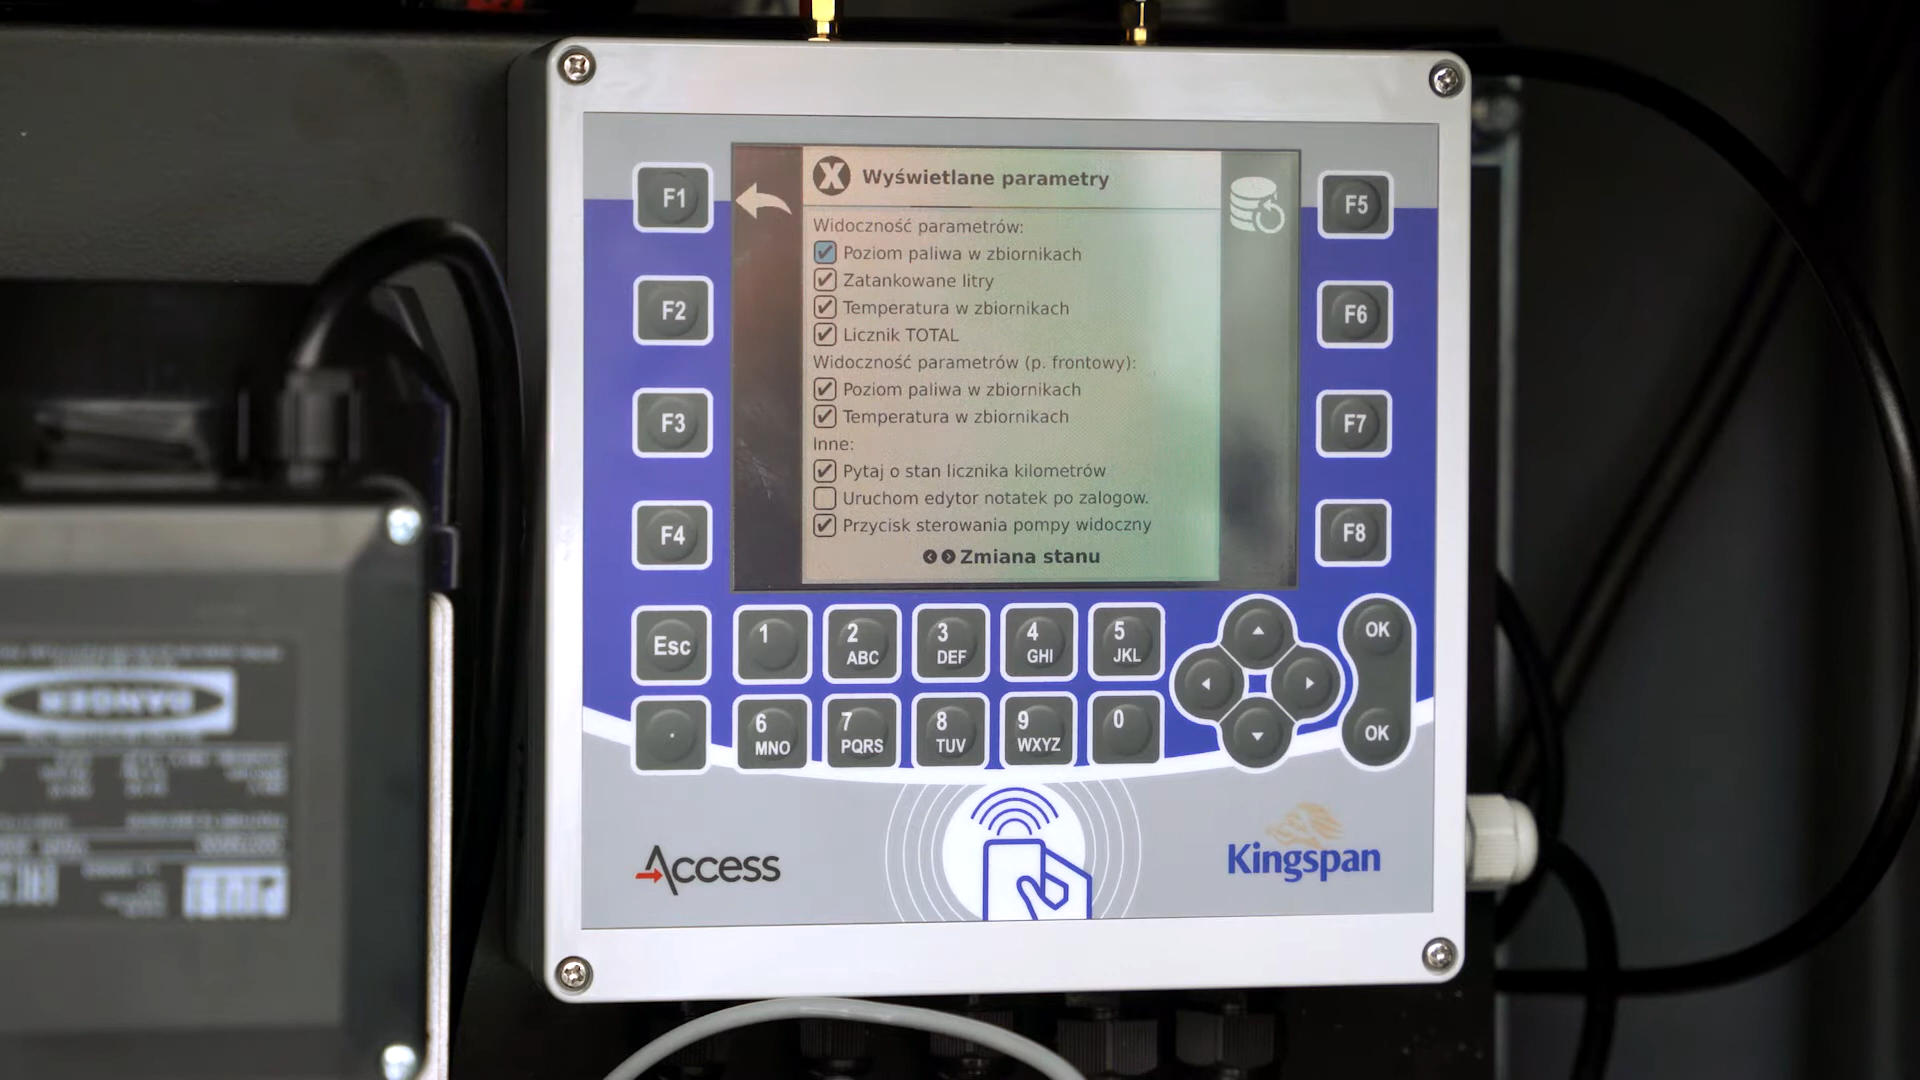 Wyświetlane parametry
Widoczność parametrów:
Poziom paliwa w zbiornikach
Zatankowane litry
Temperatura w zbiornikach
Licznik TOTAL
Widoczność parametrów (p. frontowy):
Poziom paliwa w zbiornikach
Temperatura w zbiornikach
Inne:
Pytaj o stan licznika kilometrów
Uruchom edytor notatek po zalogow.
Przycisk sterowania pompy widoczny
Zmiana stanu
F1
F2
F3
F4
F5
F6
F7
F8
Esc
1
2 ABC
3 DEF
4 GHI
5 JKL
OK
.
6 MNO
7 PQRS
8 TUV
9 WXYZ
0
OK
Access
Kingspan
DANGER